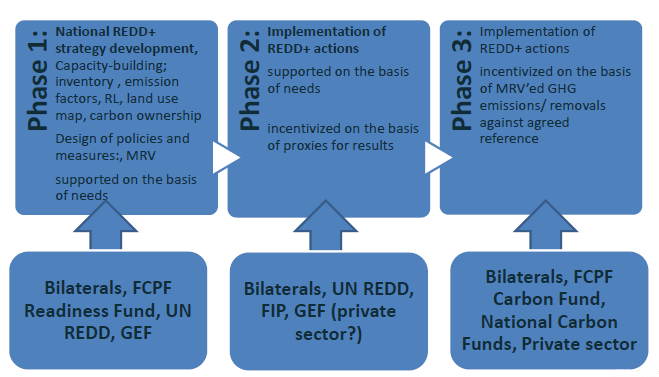 Phase 1:
National REDD+
strategy development,
Capacity-building;
inventory , emission
factors, RL, land use
map, carbon ownership
Design of policies and
measures:, MRV
supported on the basis
of needs
Phase 2:
Implementation of
REDD+ actions
supported on the basis
of needs
incentivized on the basis
of proxies for results
Phase 3:
Implementation of
REDD+ actions
incentivized on the basis
of MRV'ed GHG
emissions/ removals
against agreed
reference
Bilaterals, FCPF
Readiness Fund, UN
REDD, GEF
Bilaterals, UN REDD,
FIP, GEF (private
sector?)
Bilaterals, FCPF
Carbon Fund,
National Carbon
Funds, Private sector